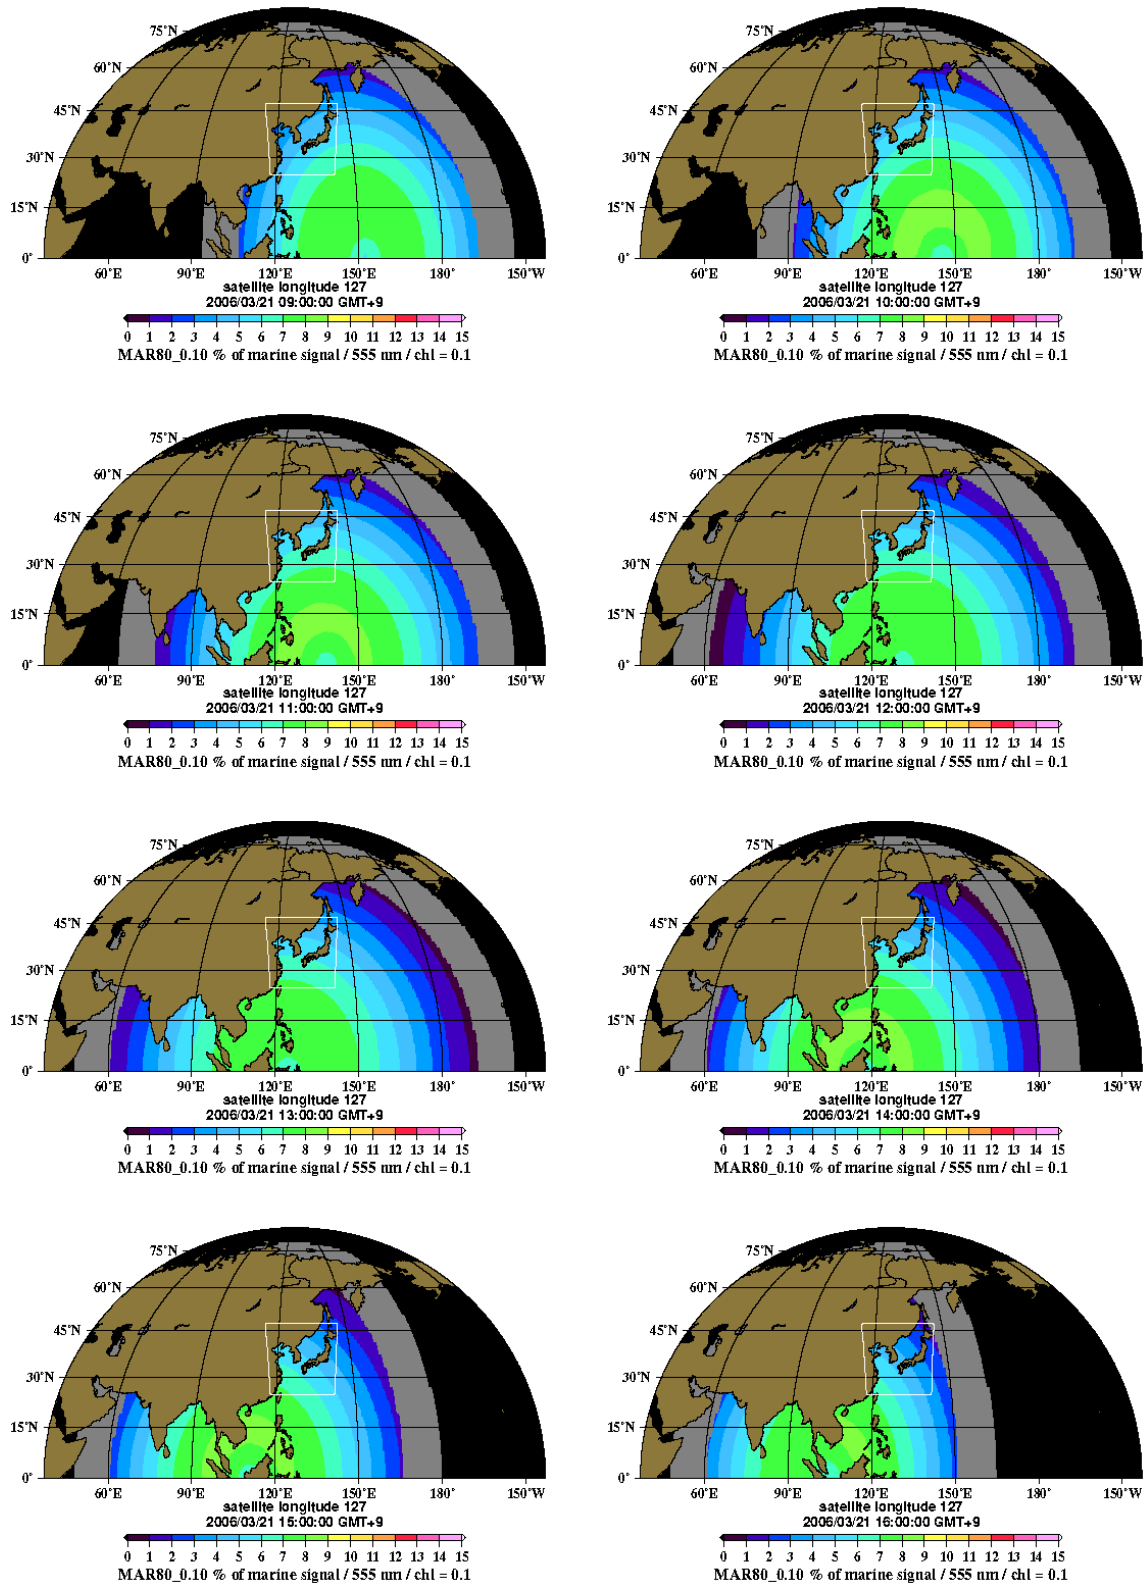 75°N
60°N
45°N
30°N
15°N
0°
60°E 90°E 120°E 150°E 180° 150°W
satellite longitude 127
2006/03/21 09:00:00 GMT+9
0 1 2 3 4 5 6 7 8 9 10 11 12 13 14 15
MAR80_0.10 % of marine signal / 555 nm / chl = 0.1
75°N
60°N
45°N
30°N
15°N
0°
60°E 90°E 120°E 150°E 180° 150°W
satellite longitude 127
2006/03/21 10:00:00 GMT+9
0 1 2 3 4 5 6 7 8 9 10 11 12 13 14 15
MAR80_0.10 % of marine signal / 555 nm / chl = 0.1
75°N
60°N
45°N
30°N
15°N
0°
60°E 90°E 120°E 150°E 180° 150°W
satellite longitude 127
2006/03/21 11:00:00 GMT+9
0 1 2 3 4 5 6 7 8 9 10 11 12 13 14 15
MAR80_0.10 % of marine signal / 555 nm / chl = 0.1
75°N
60°N
45°N
30°N
15°N
0°
60°E 90°E 120°E 150°E 180° 150°W
satellite longitude 127
2006/03/21 12:00:00 GMT+9
0 1 2 3 4 5 6 7 8 9 10 11 12 13 14 15
MAR80_0.10 % of marine signal / 555 nm / chl = 0.1
75°N
60°N
45°N
30°N
15°N
0°
60°E 90°E 120°E 150°E 180° 150°W
satellite longitude 127
2006/03/21 13:00:00 GMT+9
0 1 2 3 4 5 6 7 8 9 10 11 12 13 14 15
MAR80_0.10 % of marine signal / 555 nm / chl = 0.1
75°N
60°N
45°N
30°N
15°N
0°
60°E 90°E 120°E 150°E 180° 150°W
satellite longitude 127
2006/03/21 14:00:00 GMT+9
0 1 2 3 4 5 6 7 8 9 10 11 12 13 14 15
MAR80_0.10 % of marine signal / 555 nm / chl = 0.1
75°N
60°N
45°N
30°N
15°N
0°
60°E 90°E 120°E 150°E 180° 150°W
satellite longitude 127
2006/03/21 15:00:00 GMT+9
0 1 2 3 4 5 6 7 8 9 10 11 12 13 14 15
MAR80_0.10 % of marine signal / 555 nm / chl = 0.1
75°N
60°N
45°N
30°N
15°N
0°
60°E 90°E 120°E 150°E 180° 150°W
satellite longitude 127
2006/03/21 16:00:00 GMT+9
0 1 2 3 4 5 6 7 8 9 10 11 12 13 14 15
MAR80_0.10 % of marine signal / 555 nm / chl = 0.1